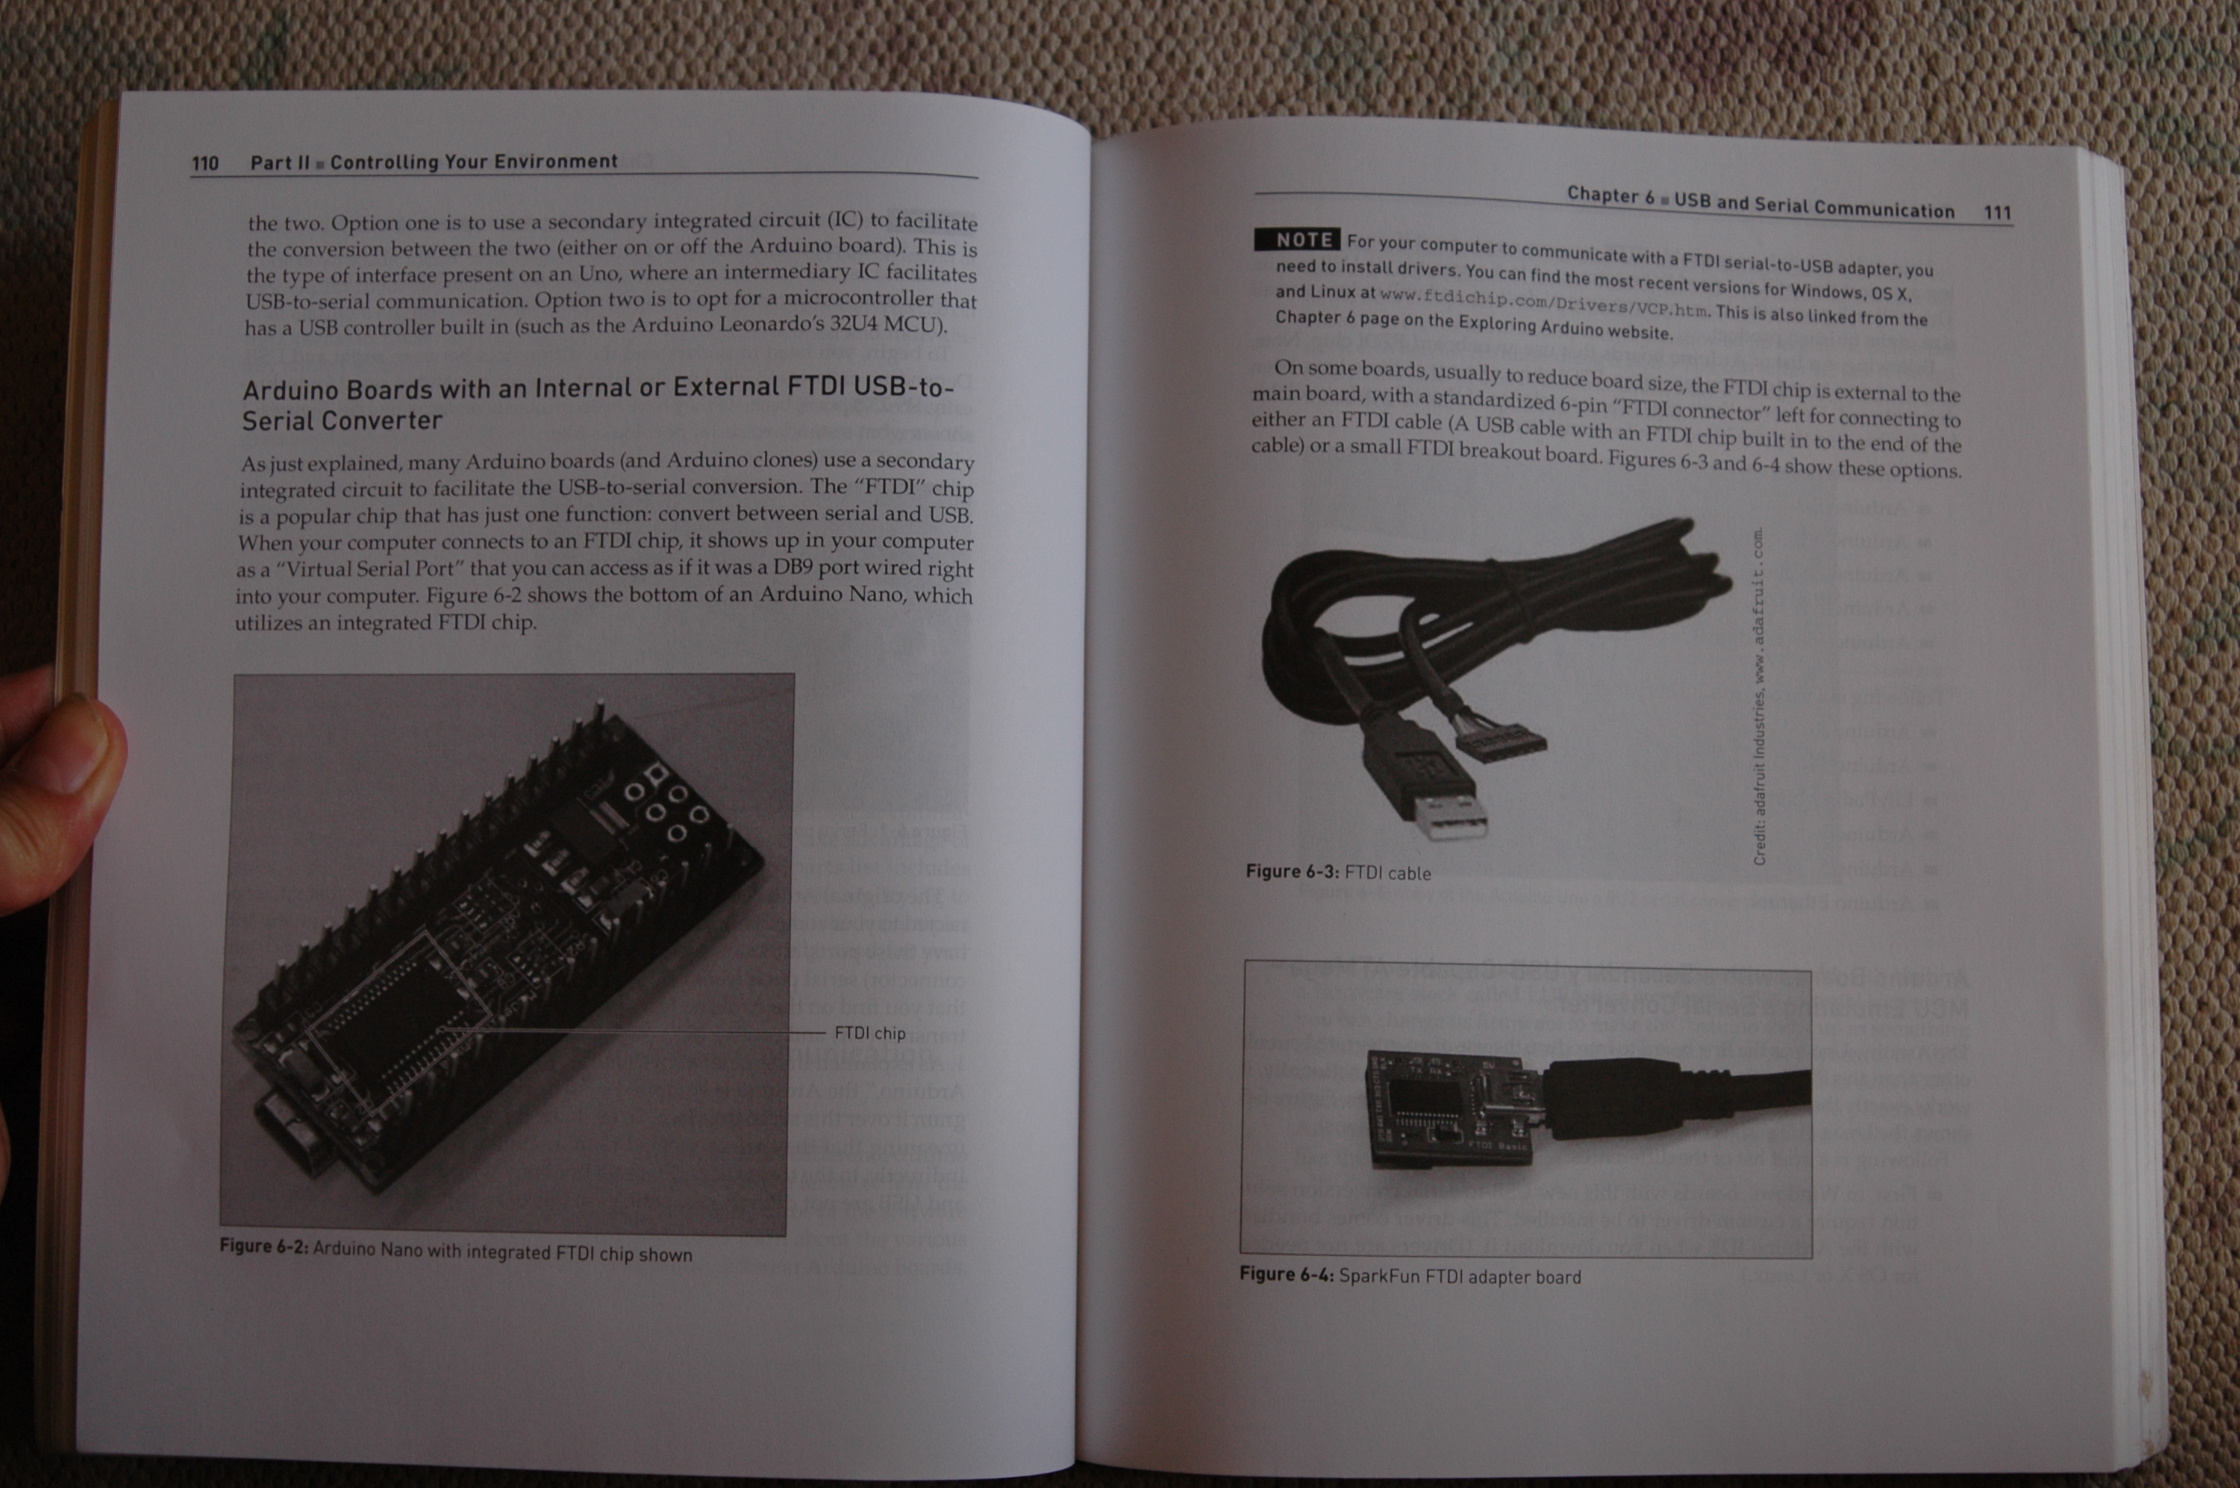 110 Part II ■ Controlling Your Environment
the two. Option one is to use a secondary integrated circuit (IC) to facilitate
the conversion between the two (either on or off the Arduino board). This is
the type of interface present on an Uno, where an intermediary IC facilitates
USB-to-serial communication. Option two is to opt for a microcontroller that
has a USB controller built in (such as the Arduino Leonardo's 32U4 MCU).
Arduino Boards with an Internal or External FTDI USB-to-
Serial Converter
As just explained, many Arduino boards (and Arduino clones) use a secondary
integrated circuit to facilitate the USB-to-serial conversion. The “FTDI” chip
is a popular chip that has just one function: convert between serial and USB.
When your computer connects to an FTDI chip, it shows up in your computer
as a “Virtual Serial Port” that you can access as if it was a DB9 port wired right
into your computer. Figure 6-2 shows the bottom of an Arduino Nano, which
utilizes an integrated FTDI chip.
FTDI chip
Figure 6-2: Arduino Nano with integrated FTDI chip shown
Chapter 6 ■ USB and Serial Communication 111
NOTE For your computer to communicate with a FTDI serial-to-USB adapter, you
need to install drivers. You can find the most recent versions for Windows, OS X,
and Linux at www.ftdichip.com/Drivers/VCP.htm. This is also linked from the
Chapter 6 page on the Exploring Arduino website.
On some boards, usually to reduce board size, the FTDI chip is external to the
main board, with a standardized 6-pin “FTDI connector” left for connecting to
either an FTDI cable (A USB cable with an FTDI chip built in to the end of the
cable) or a small FTDI breakout board. Figures 6-3 and 6-4 show these options.
Credit: adafruit Industries, www.adafruit.com.
Figure 6-3: FTDI cable
FTDI Basic
Figure 6-4: SparkFun FTDI adapter board